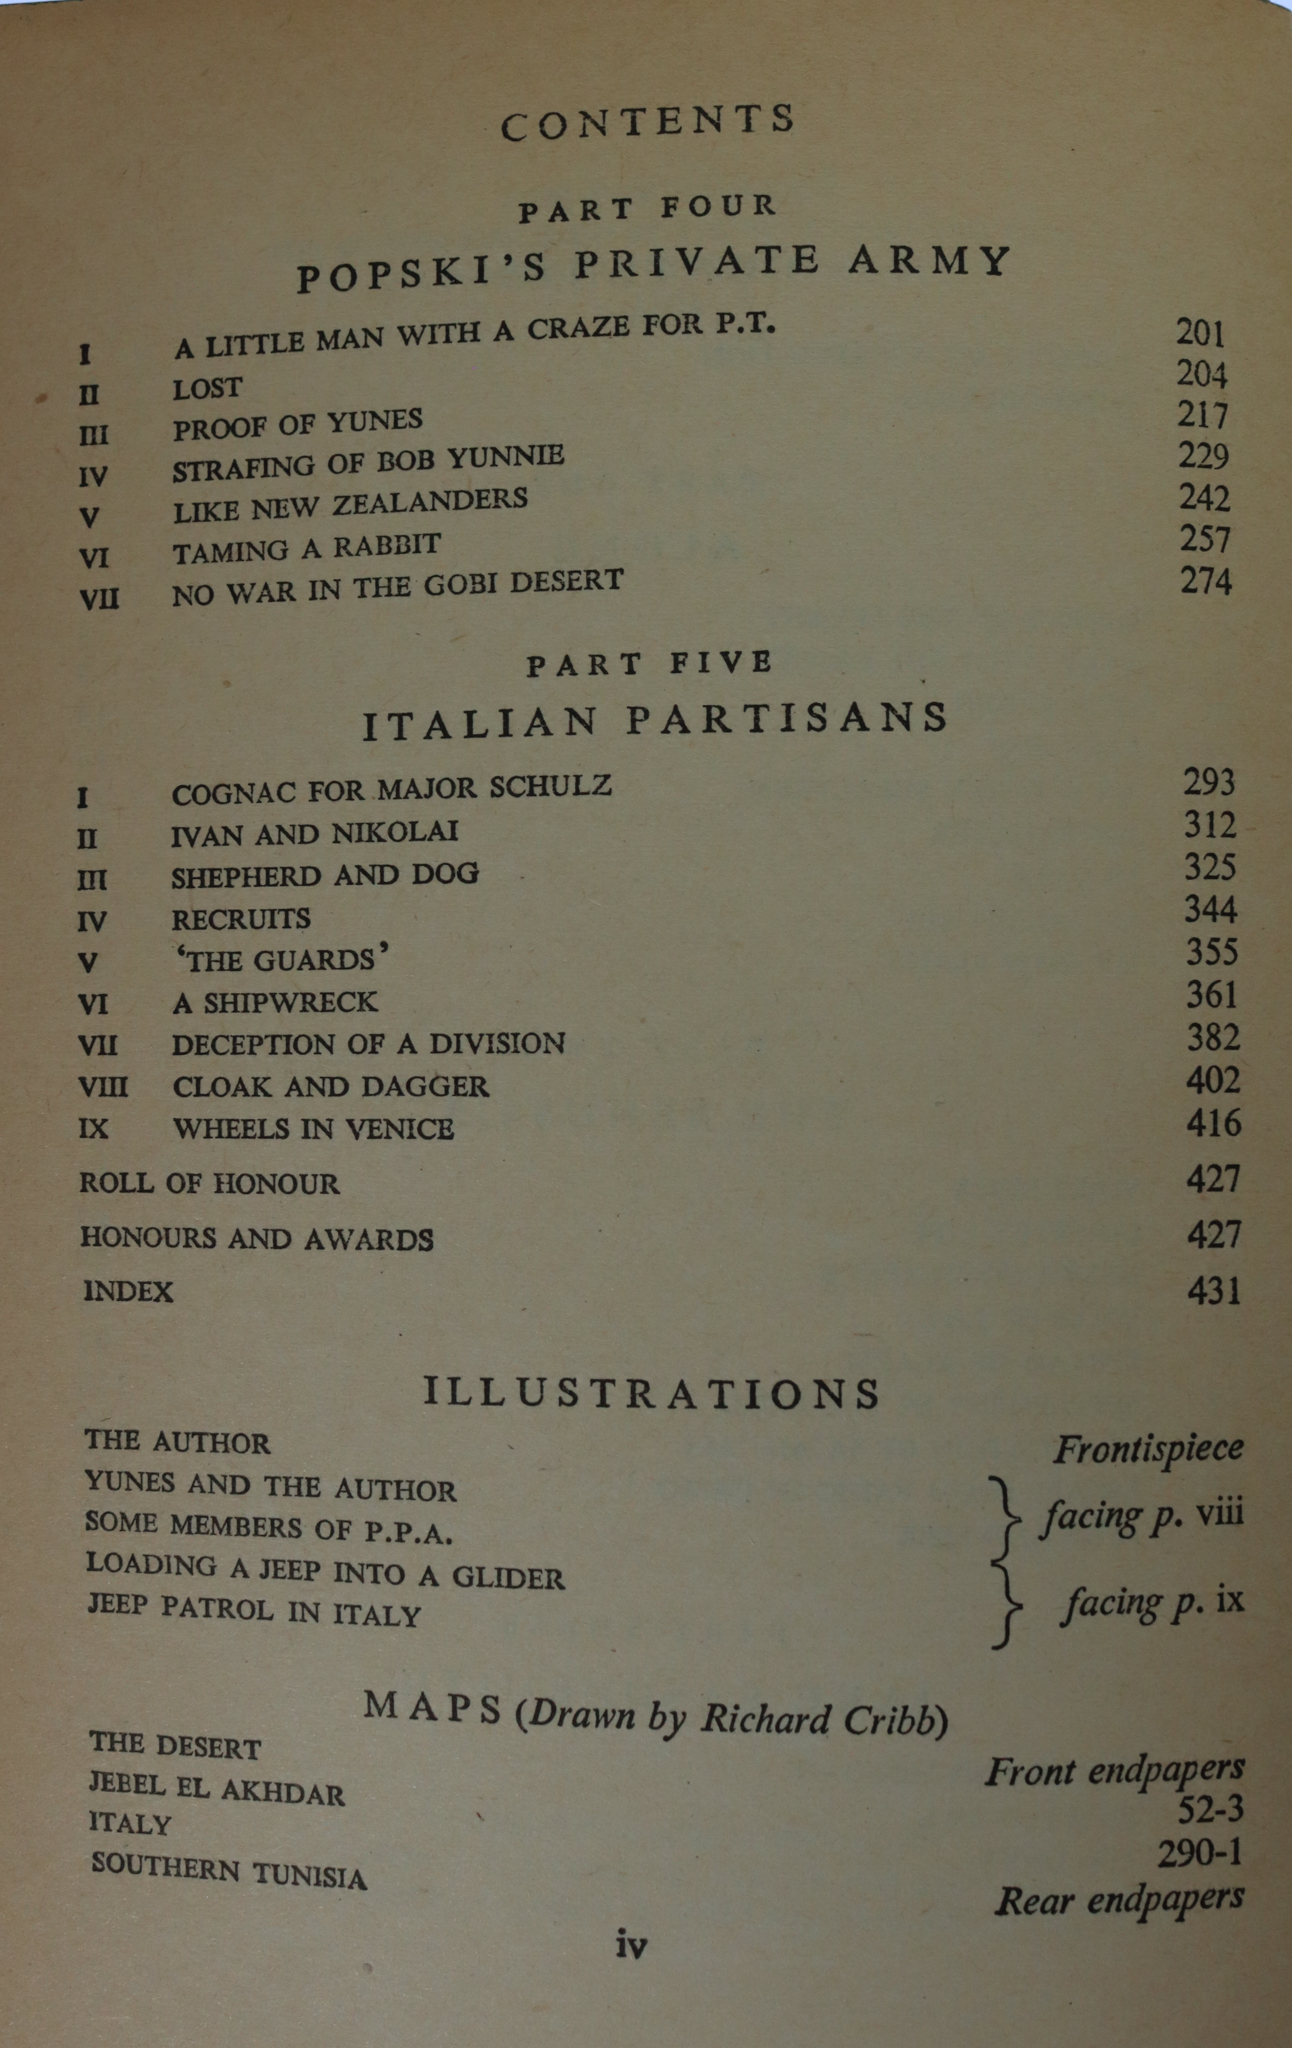 CONTENTS
PART FOUR
POPSKI'S PRIVATE ARMY
I A LITTLE MAN WITH A CRAZE FOR P.T. 201
II LOST 204
III PROOF OF YUNES 217
IV STRAFING OF BOB YUNNIE 229
V LIKE NEW ZEALANDERS 242
VI TAMING A RABBIT 257
VII NO WAR IN THE GOBI DESERT 274
PART FIVE
ITALIAN PARTISANS
I COGNAC FOR MAJOR SCHULZ 293
II IVAN AND NIKOLAI 312
III SHEPHERD AND DOG 325
IV RECRUITS 344
V ‘THE GUARDS’ 355
VI A SHIPWRECK 361
VII DECEPTION OF A DIVISION 382
VIII CLOAK AND DAGGER 402
IX WHEELS IN VENICE 416
ROLL OF HONOUR 427
HONOURS AND AWARDS 427
INDEX 431
ILLUSTRATIONS
THE AUTHOR Frontispiece
YUNES AND THE AUTHOR
SOME MEMBERS OF P.P.A.
} facing p. viii
LOADING A JEEP INTO A GLIDER
JEEP PATROL IN ITALY
} facing p. ix
MAPS (Drawn by Richard Cribb)
THE DESERT Front endpapers
JEBEL EL AKHDAR 52-3
ITALY 290-1
SOUTHERN TUNISIA Rear endpapers
iv